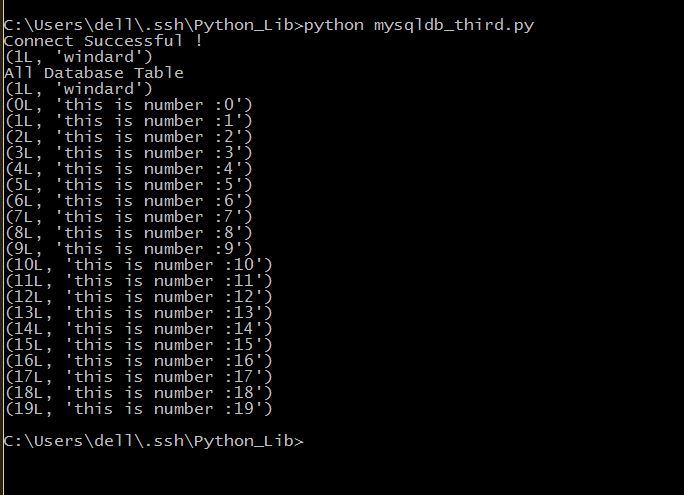 C:\Users\dell\.ssh\Python_Lib>python mysqldb_third.py
Connect Successful !
(1L, 'windard')
All Database Table
(1L, 'windard')
(0L, 'this is number :0')
(1L, 'this is number :1')
(2L, 'this is number :2')
(3L, 'this is number :3')
(4L, 'this is number :4')
(5L, 'this is number :5')
(6L, 'this is number :6')
(7L, 'this is number :7')
(8L, 'this is number :8')
(9L, 'this is number :9')
(10L, 'this is number :10')
(11L, 'this is number :11')
(12L, 'this is number :12')
(13L, 'this is number :13')
(14L, 'this is number :14')
(15L, 'this is number :15')
(16L, 'this is number :16')
(17L, 'this is number :17')
(18L, 'this is number :18')
(19L, 'this is number :19')
C:\Users\dell\.ssh\Python_Lib>